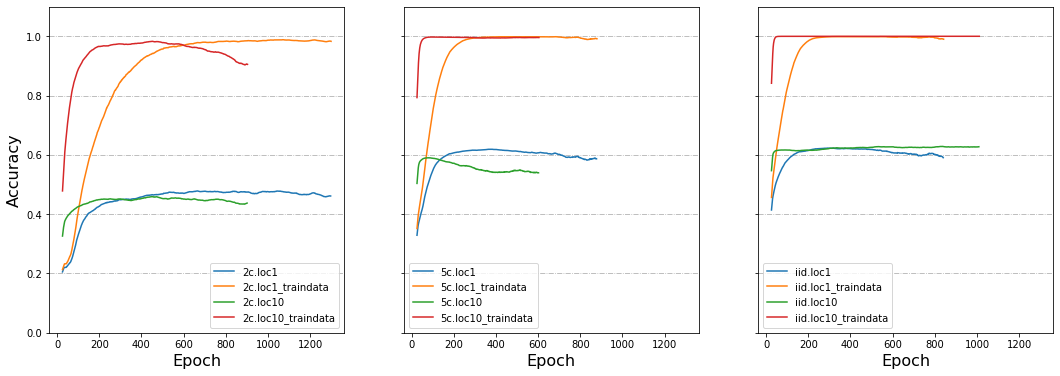 Accuracy
1.0
0.8
0.6
0.4
0.2
0.0
2c.loc1
2c.loc1_traindata
2c.loc10
2c.loc10_traindata
0 200 400 600 800 1000 1200
Epoch
5c.loc1
5c.loc1_traindata
5c.loc10
5c.loc10_traindata
0 200 400 600 800 1000 1200
Epoch
iid.loc1
iid.loc1_traindata
iid.loc10
iid.loc10_traindata
0 200 400 600 800 1000 1200
Epoch